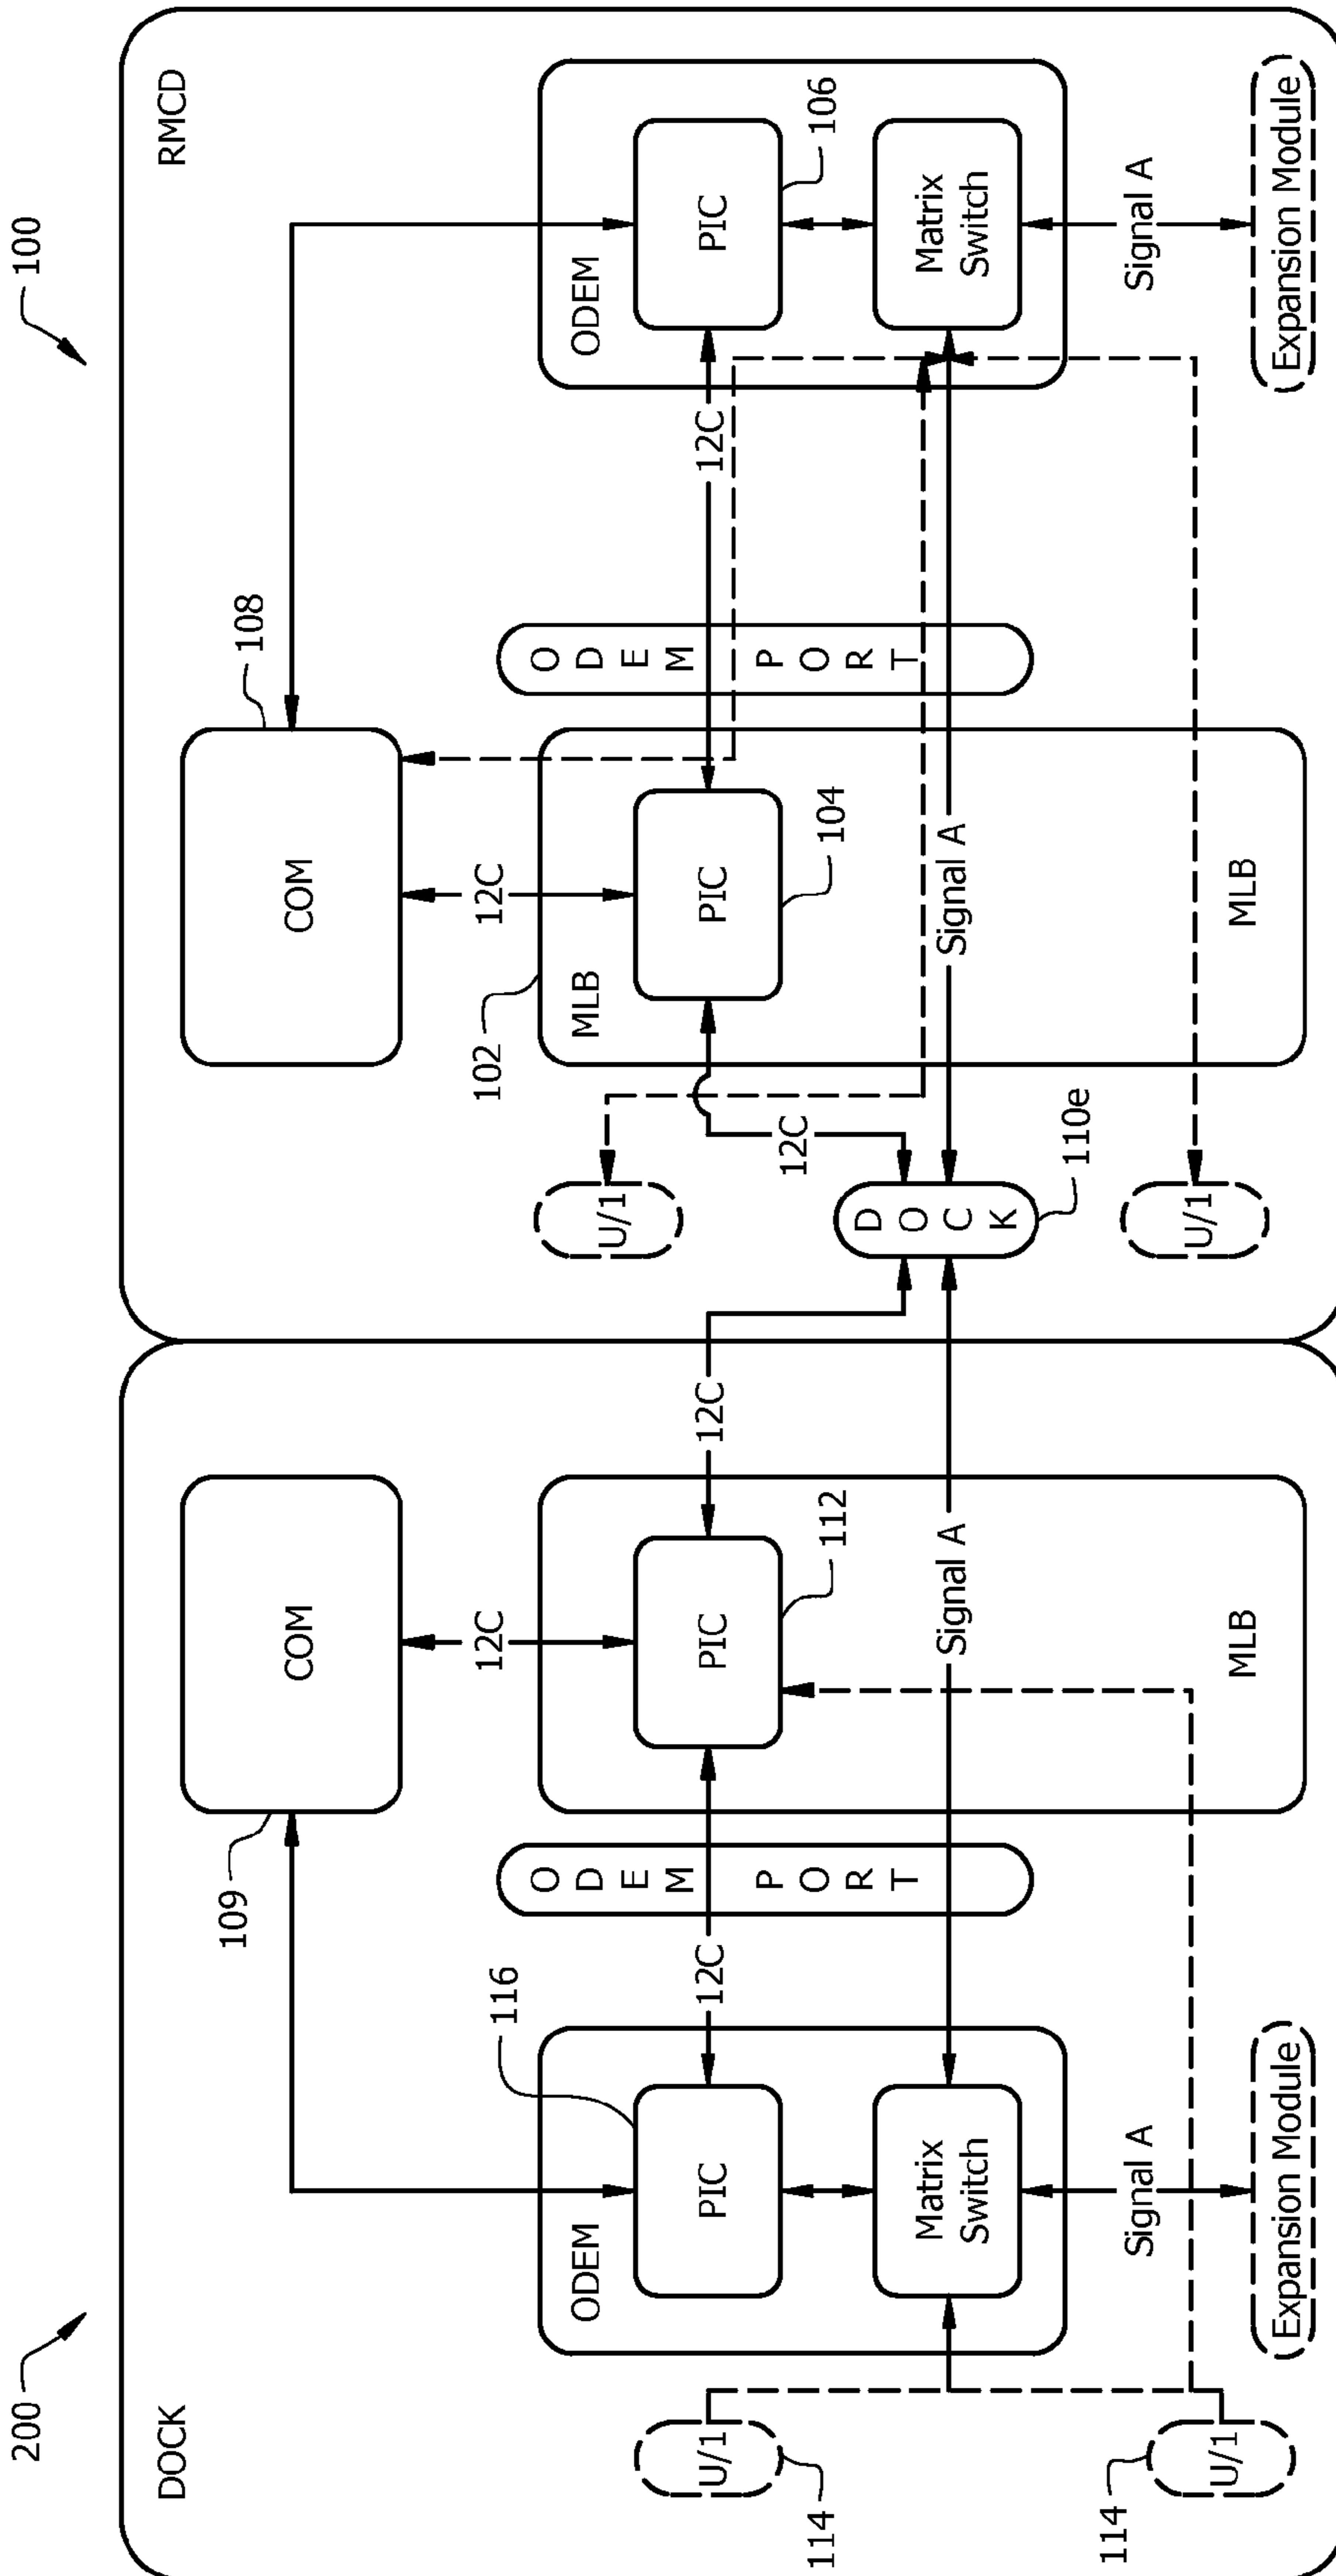 200
100
DOCK
RMCD
109
108
COM
COM
12C
102
12C
116
ODEM
MLB
ODEM
ODEM PORT
ODEM PORT
U/1
U/1
PIC
12C
PIC
12C
12C
PIC
12C
PIC
114
112
104
106
Matrix
Switch
Signal A
DOCK
Signal A
Matrix
Switch
110e
Signal A
Signal A
114
U/1
U/1
MLB
MLB
Expansion Module
Expansion Module